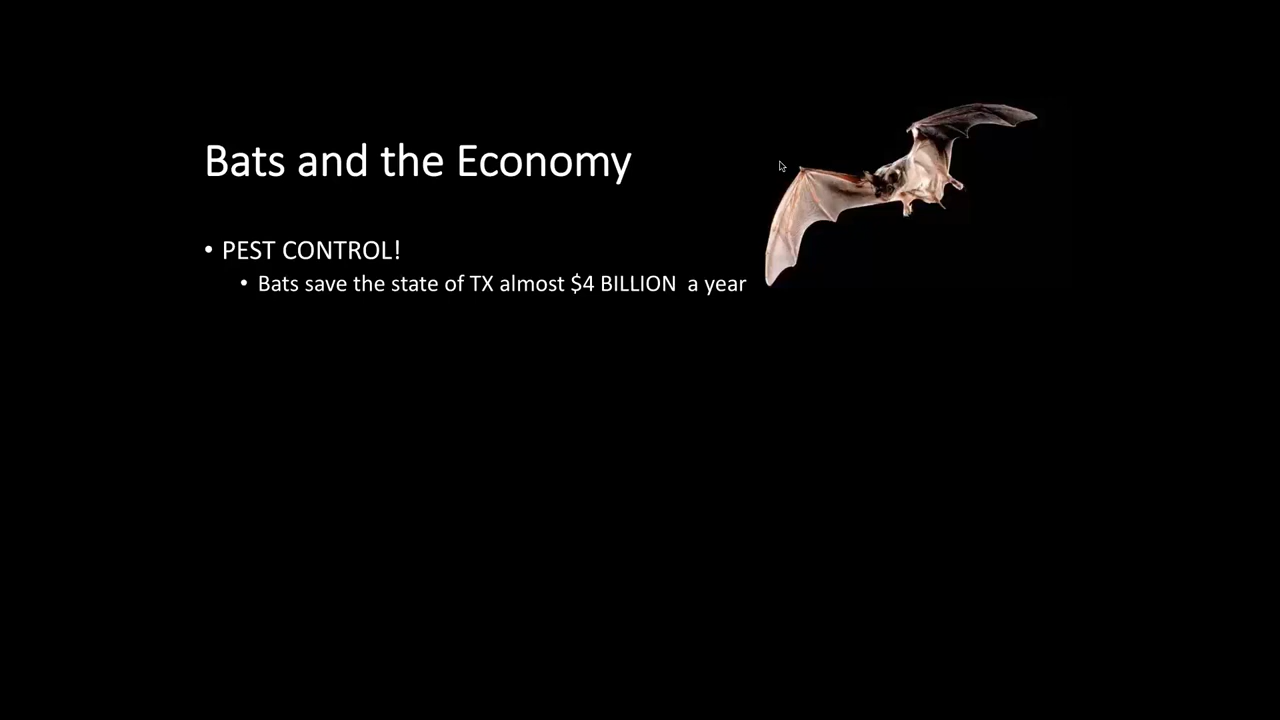 Bats and the Economy
• PEST CONTROL!
• Bats save the state of TX almost $4 BILLION  a year